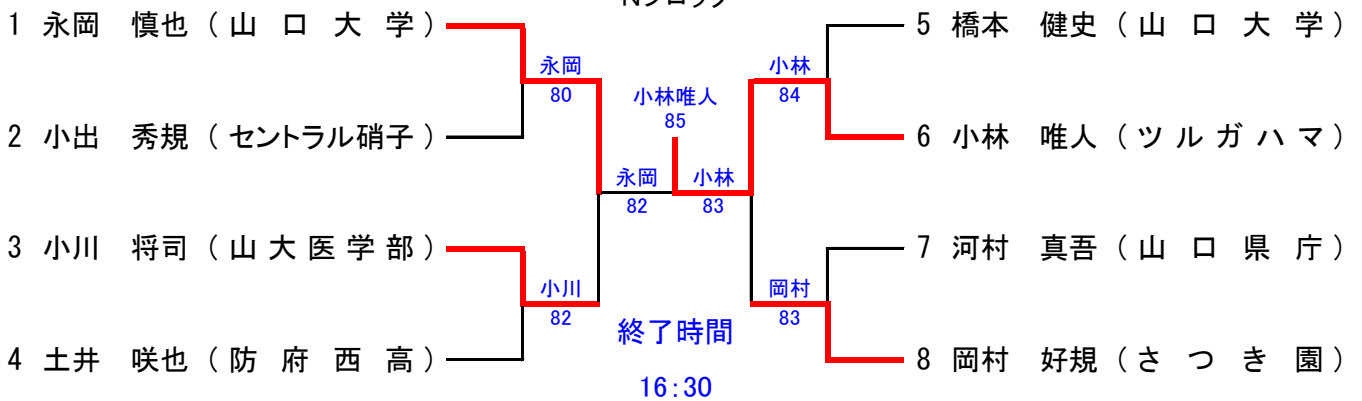 Nブロック
1 永岡 慎也 (山口大学)
5 橋本 健史 (山口大学)
永岡
80
小林
84
小林唯人
85
2 小出 秀規 (セントラル硝子)
6 小林 唯人 (ツルガハマ)
永岡
82
小林
83
3 小川 将司 (山大医学部)
7 河村 真吾 (山口県庁)
小川
82
岡村
83
終了時間
4 土井 咲也 (防府西高)
8 岡村 好規 (さつき園)
16:30